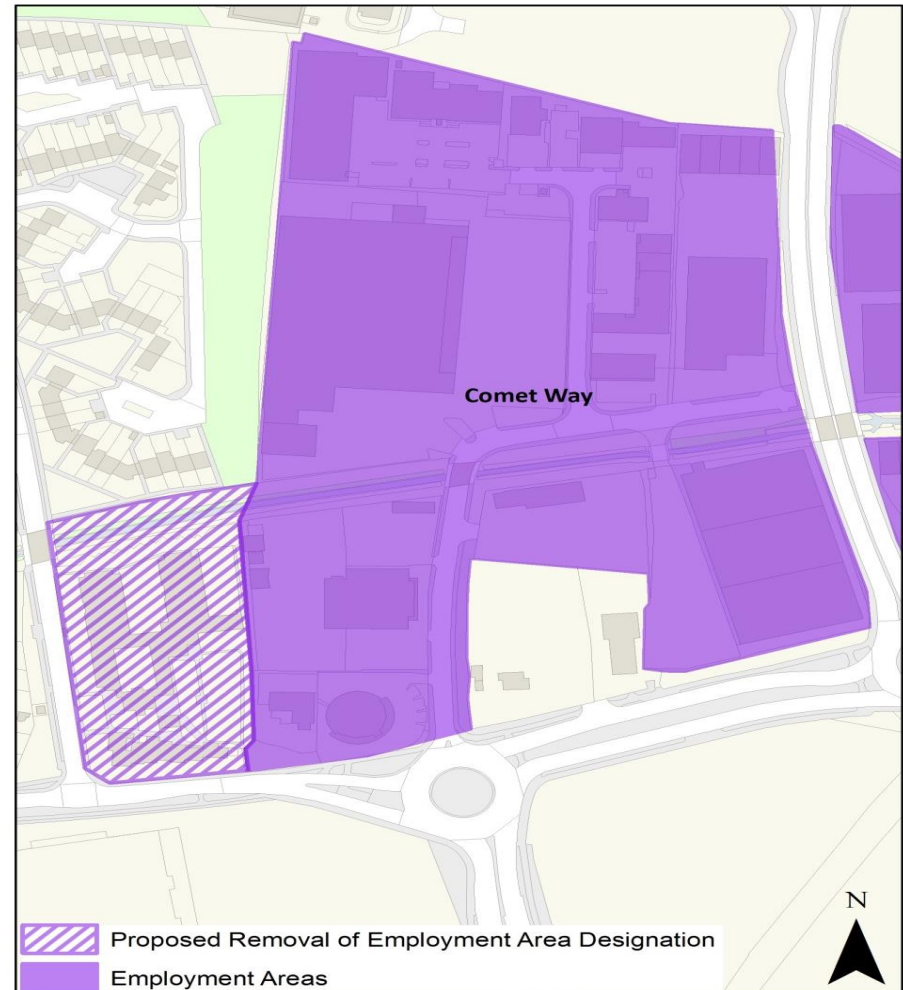 Comet Way
N
Proposed Removal of Employment Area Designation
Employment Areas